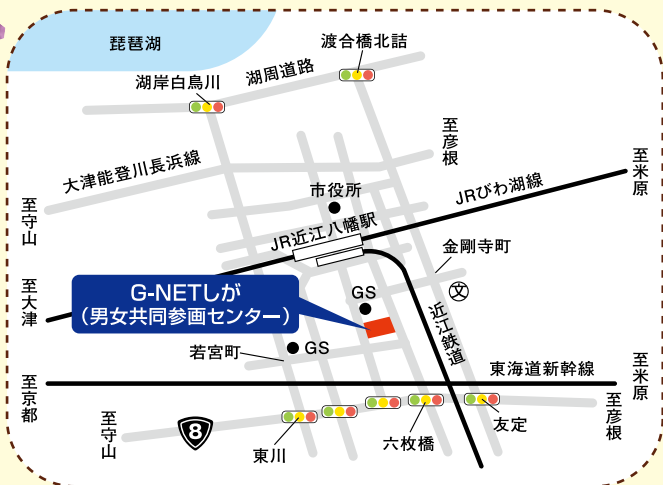 琵琶湖
渡合橋北詰
湖周道路
湖岸白鳥川
至彦根
大津能登川長浜線
至米原
市役所
JRびわ湖線
至守山
JR近江八幡駅
金剛寺町
至大津
G-NETしが
(男女共同参画センター)
GS
文
近江鉄道
若宮町
GS
東海道新幹線
至米原
至京都
至守山
8
東川
六枚橋
友定
至彦根